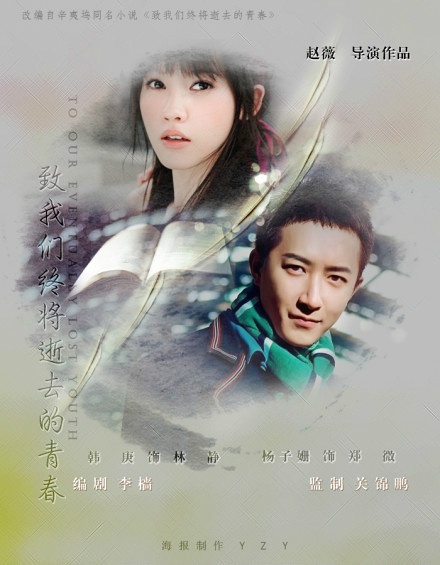 改编自辛夷坞同名小说《致我们终将逝去的青春》
赵薇 导演作品
致我们终将逝去的青春
TO OUR EVENTUALLY LOST YOUTH
韩 庚 饰 林 静 杨子姗 饰 郑 微
编剧 李樯 监制 关锦鹏
海报制作 Y Z Y